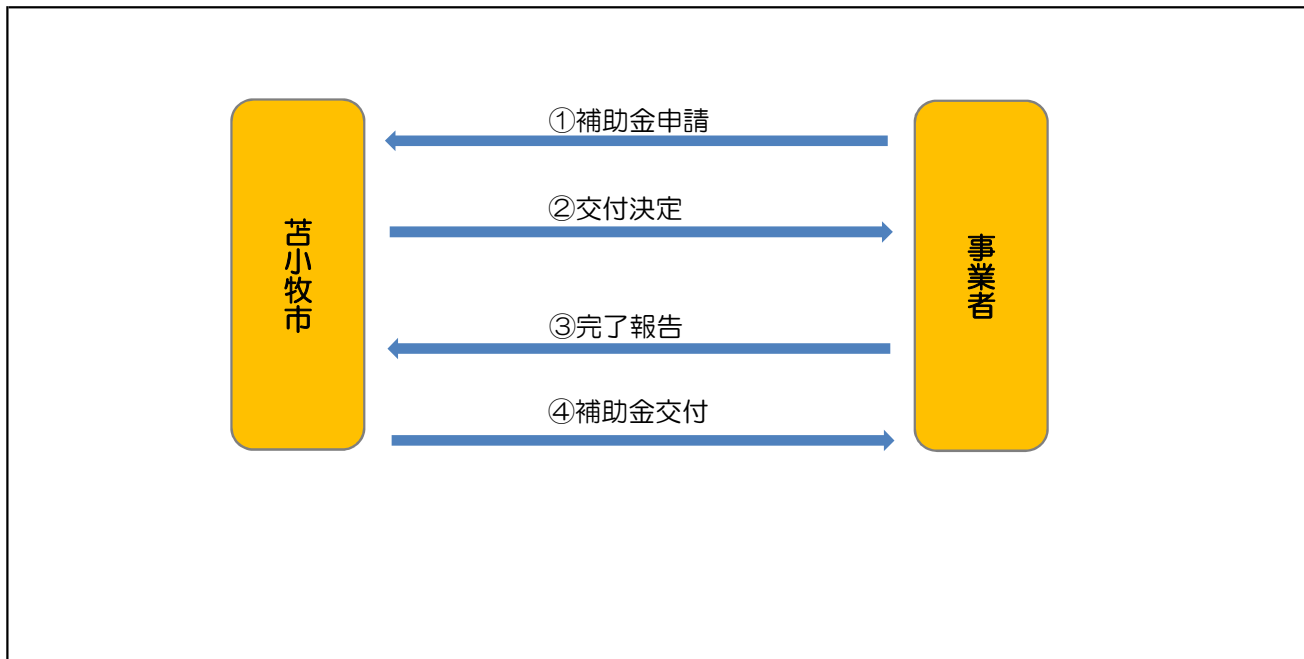 ①補助金申請
②交付決定
苫小牧市
事業者
③完了報告
④補助金交付